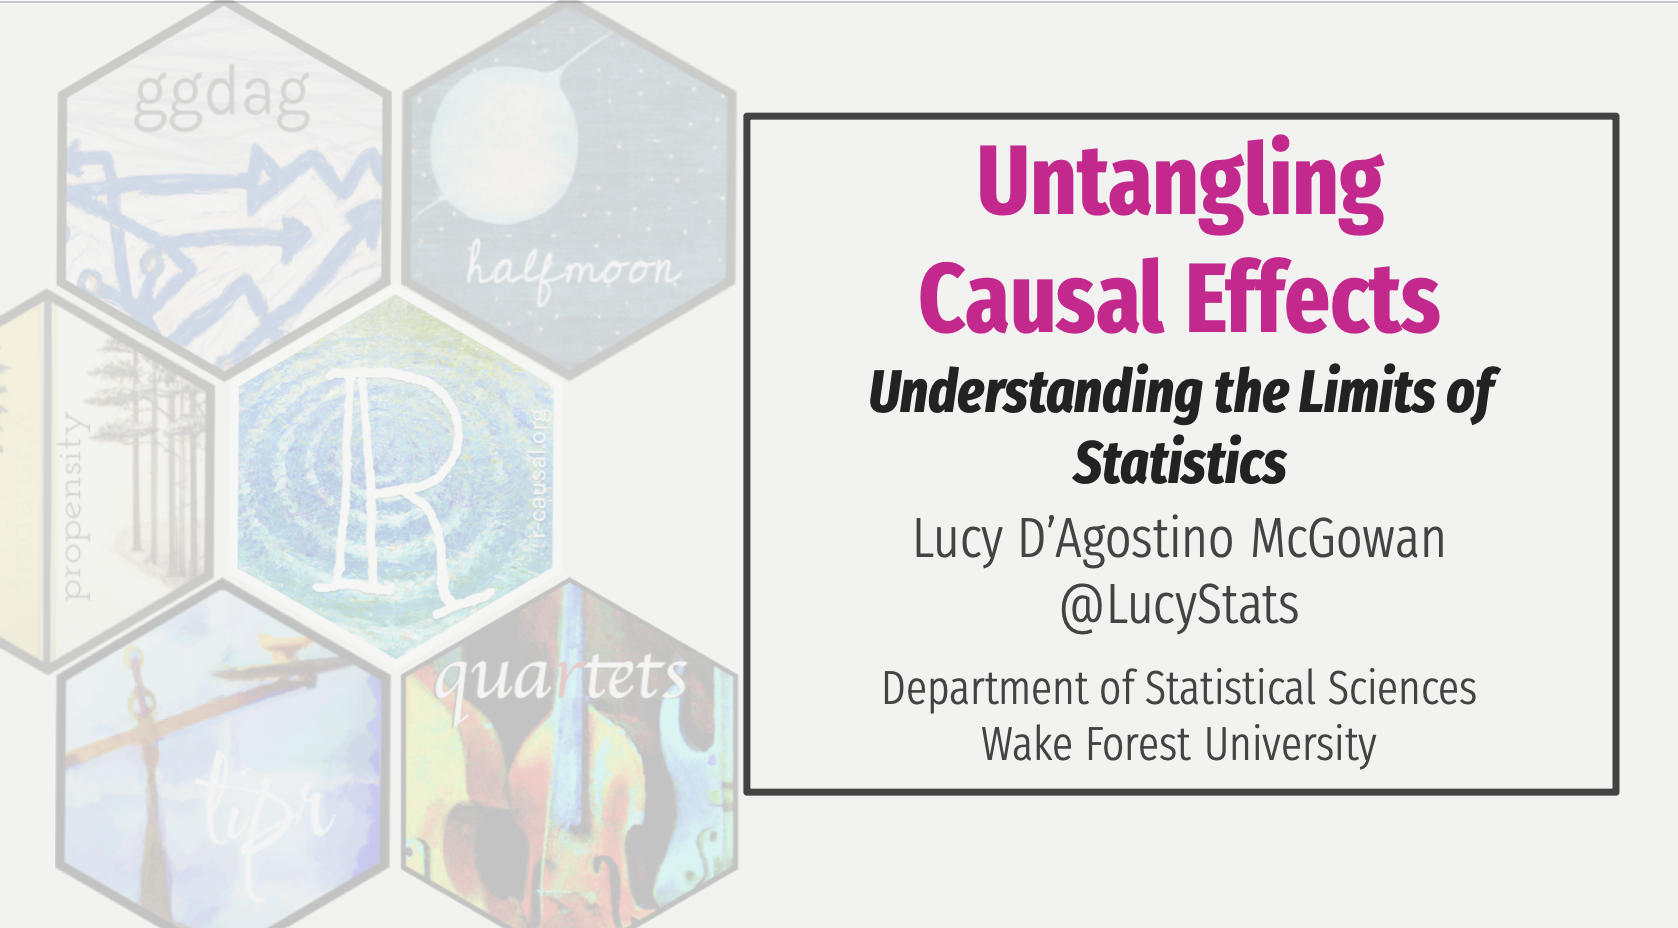 ggdag
halfmoon
propensity
r-causal.org
R
quartets
tipr
Untangling
Causal Effects
Understanding the Limits of
Statistics
Lucy D’Agostino McGowan
@LucyStats
Department of Statistical Sciences
Wake Forest University